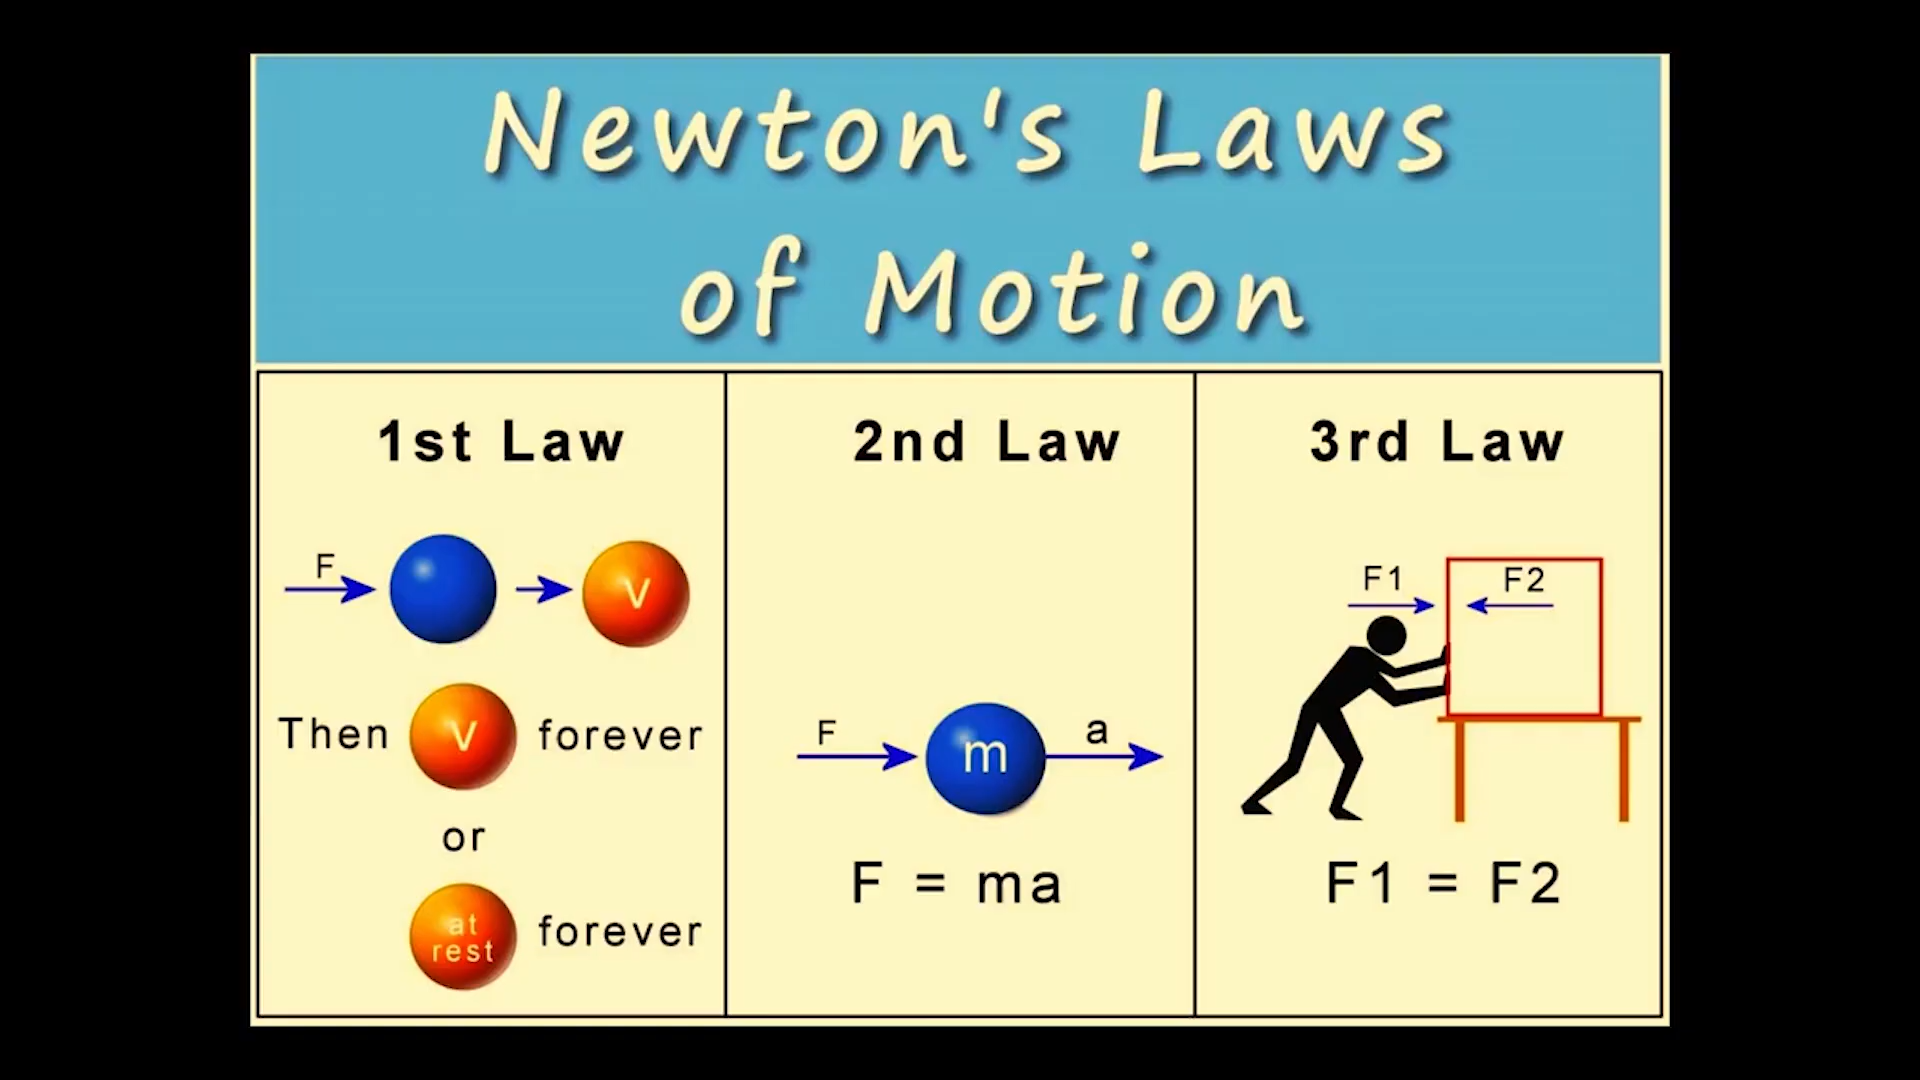 Newton's Laws
of Motion
1st Law
F
V
Then V forever
or
at
rest
forever
2nd Law
F
m
a
F = ma
3rd Law
F1
F2
F1 = F2